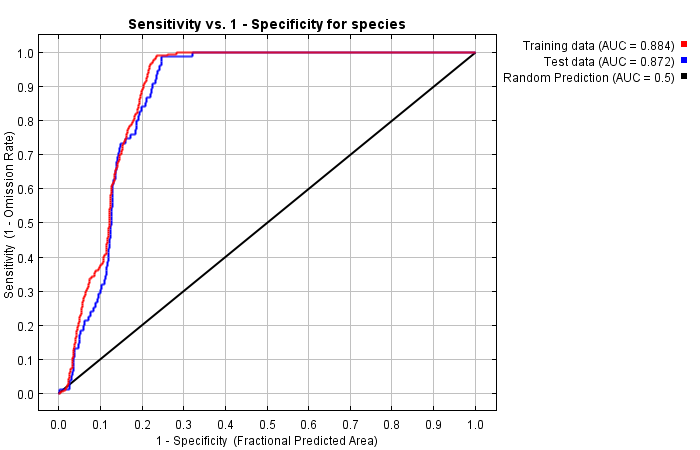 Sensitivity vs. 1 - Specificity for species
Training data (AUC = 0.884)
Test data (AUC = 0.872)
Random Prediction (AUC = 0.5)
Sensitivity (1 - Omission Rate)
1.0
0.9
0.8
0.7
0.6
0.5
0.4
0.3
0.2
0.1
0.0
0.0 0.1 0.2 0.3 0.4 0.5 0.6 0.7 0.8 0.9 1.0
1 - Specificity (Fractional Predicted Area)